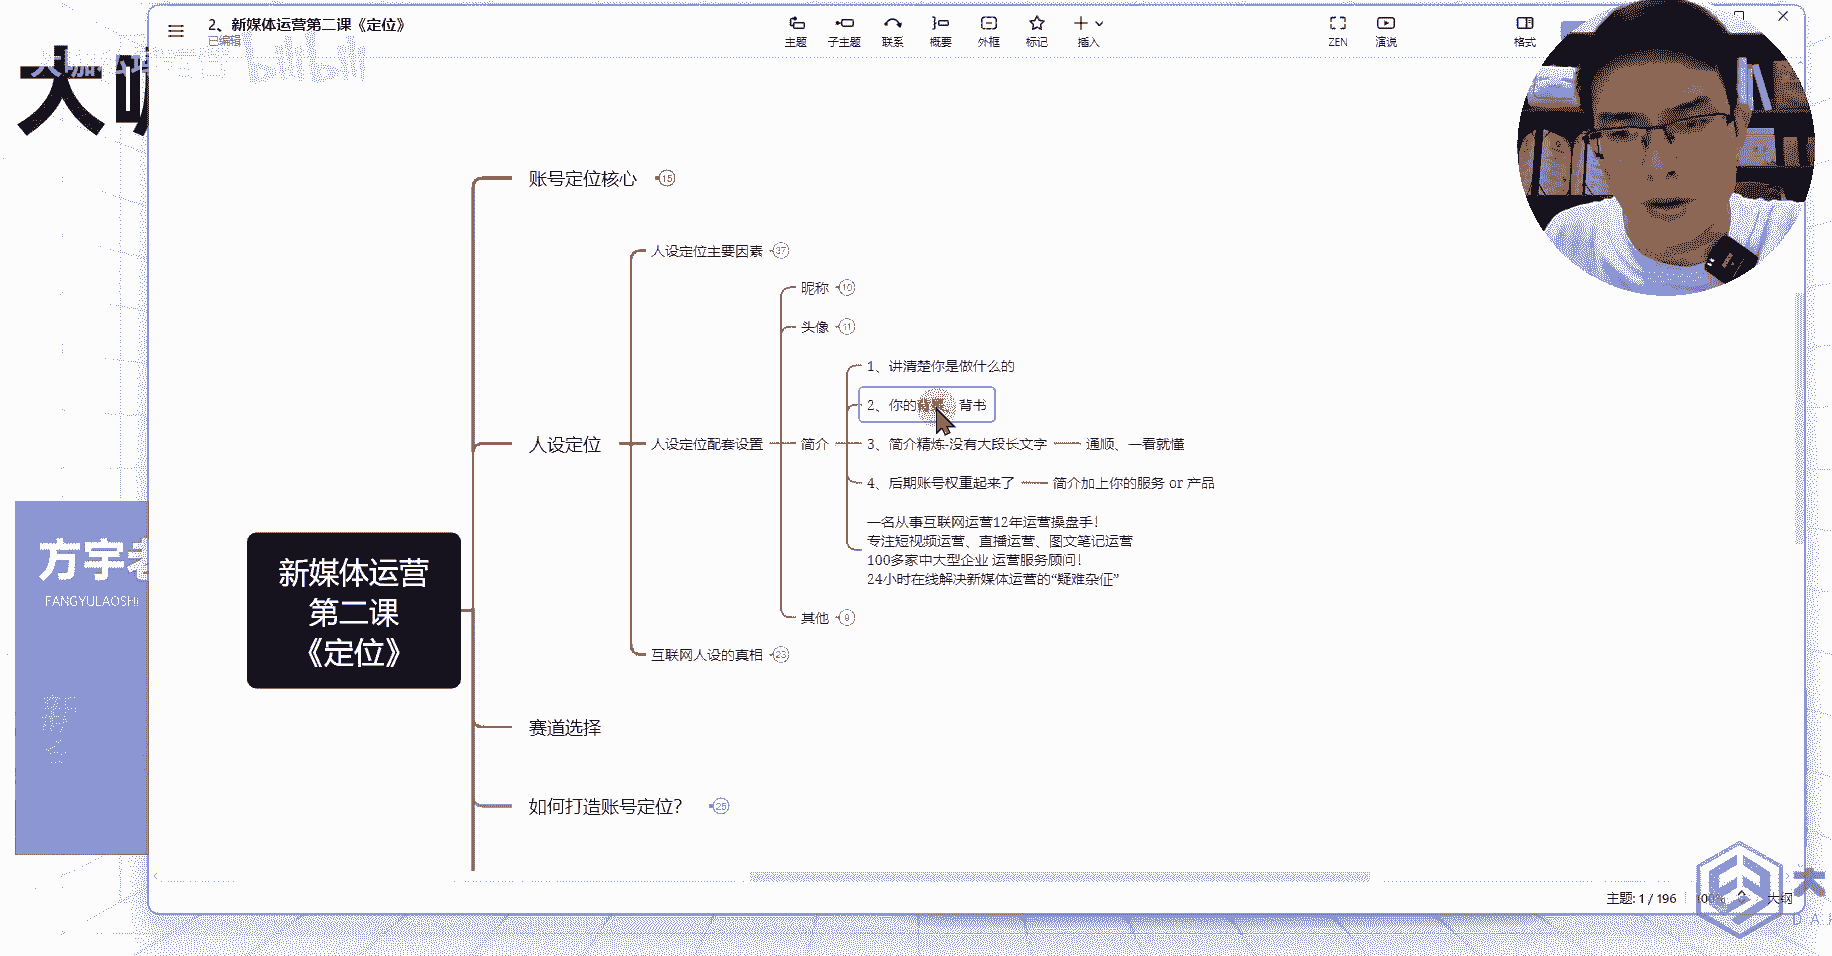 2、新媒体运营第二课《定位》
已编辑
主题
子主题
联系
概要
外框
标记
插入
ZEN
演说
格式
bilibili
账号定位核心 15
人设定位主要因素 37
昵称 10
头像 11
1、讲清楚你是做什么的
2、你的背景 背书
人设定位
人设定位配套设置
简介
3、简介精炼-没有大段长文字
通顺、一看就懂
4、后期账号权重起来了
简介加上你的服务 or 产品
一名从事互联网运营12年运营操盘手!
专注短视频运营、直播运营、图文笔记运营
100多家中大型企业 运营服务顾问!
24小时在线解决新媒体运营的“疑难杂症”
其他 9
互联网人设的真相 23
新媒体运营
第二课
《定位》
赛道选择
如何打造账号定位? 25
方宇老
FANGYULAOSHI
主题: 1 / 196
100%
大纲